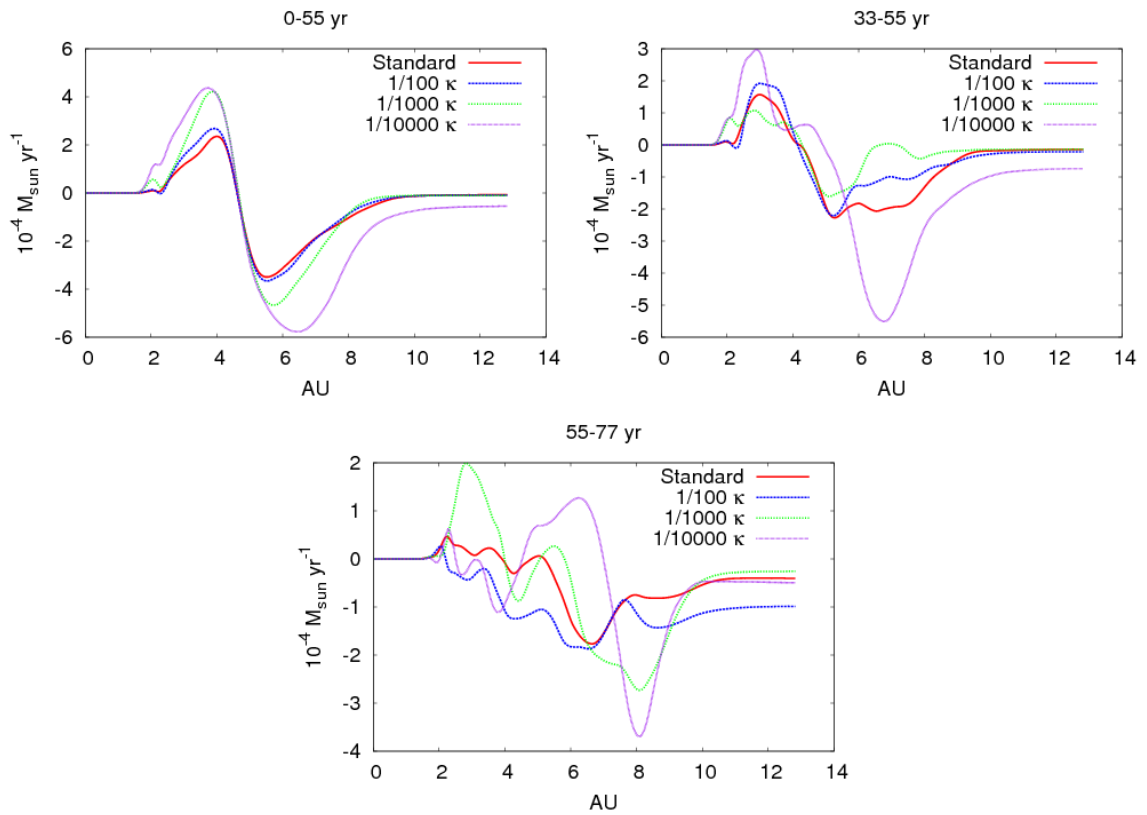 0-55 yr
6
4
2
0
-2
-4
-6
10⁻⁴ M_sun yr⁻¹
Standard
1/100 κ
1/1000 κ
1/10000 κ
0 2 4 6 8 10 12 14
AU
33-55 yr
3
2
1
0
-1
-2
-3
-4
-5
-6
10⁻⁴ M_sun yr⁻¹
Standard
1/100 κ
1/1000 κ
1/10000 κ
0 2 4 6 8 10 12 14
AU
55-77 yr
2
1
0
-1
-2
-3
-4
10⁻⁴ M_sun yr⁻¹
Standard
1/100 κ
1/1000 κ
1/10000 κ
0 2 4 6 8 10 12 14
AU